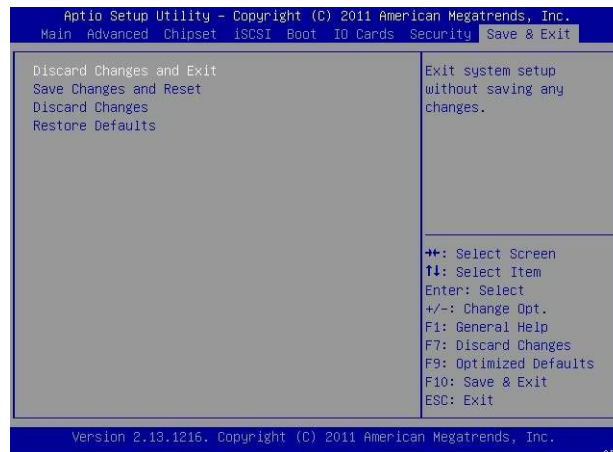 Aptio Setup Utility – Copyright (C) 2011 American Megatrends, Inc.
Main Advanced Chipset iSCSI Boot IO Cards Security Save & Exit
Discard Changes and Exit
Save Changes and Reset
Discard Changes
Restore Defaults
Exit system setup
without saving any
changes.
→←: Select Screen
↑↓: Select Item
Enter: Select
+/-: Change Opt.
F1: General Help
F7: Discard Changes
F9: Optimized Defaults
F10: Save & Exit
ESC: Exit
Version 2.13.1216. Copyright (C) 2011 American Megatrends, Inc.